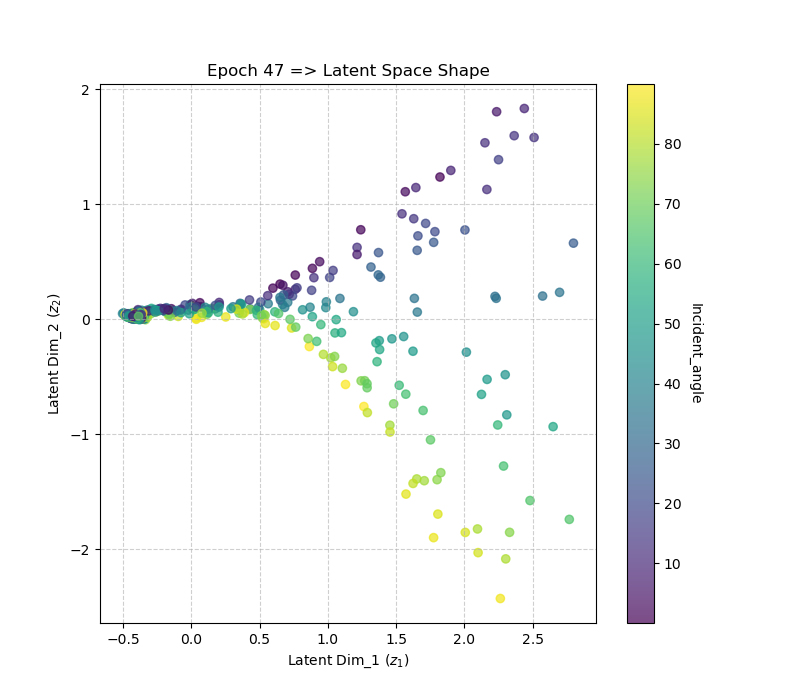 Epoch 47 => Latent Space Shape
2
1
0
−1
−2
Latent Dim_2 (z₂)
−0.5 0.0 0.5 1.0 1.5 2.0 2.5
Latent Dim_1 (z₁)
80
70
60
50
40
30
20
10
Incident_angle